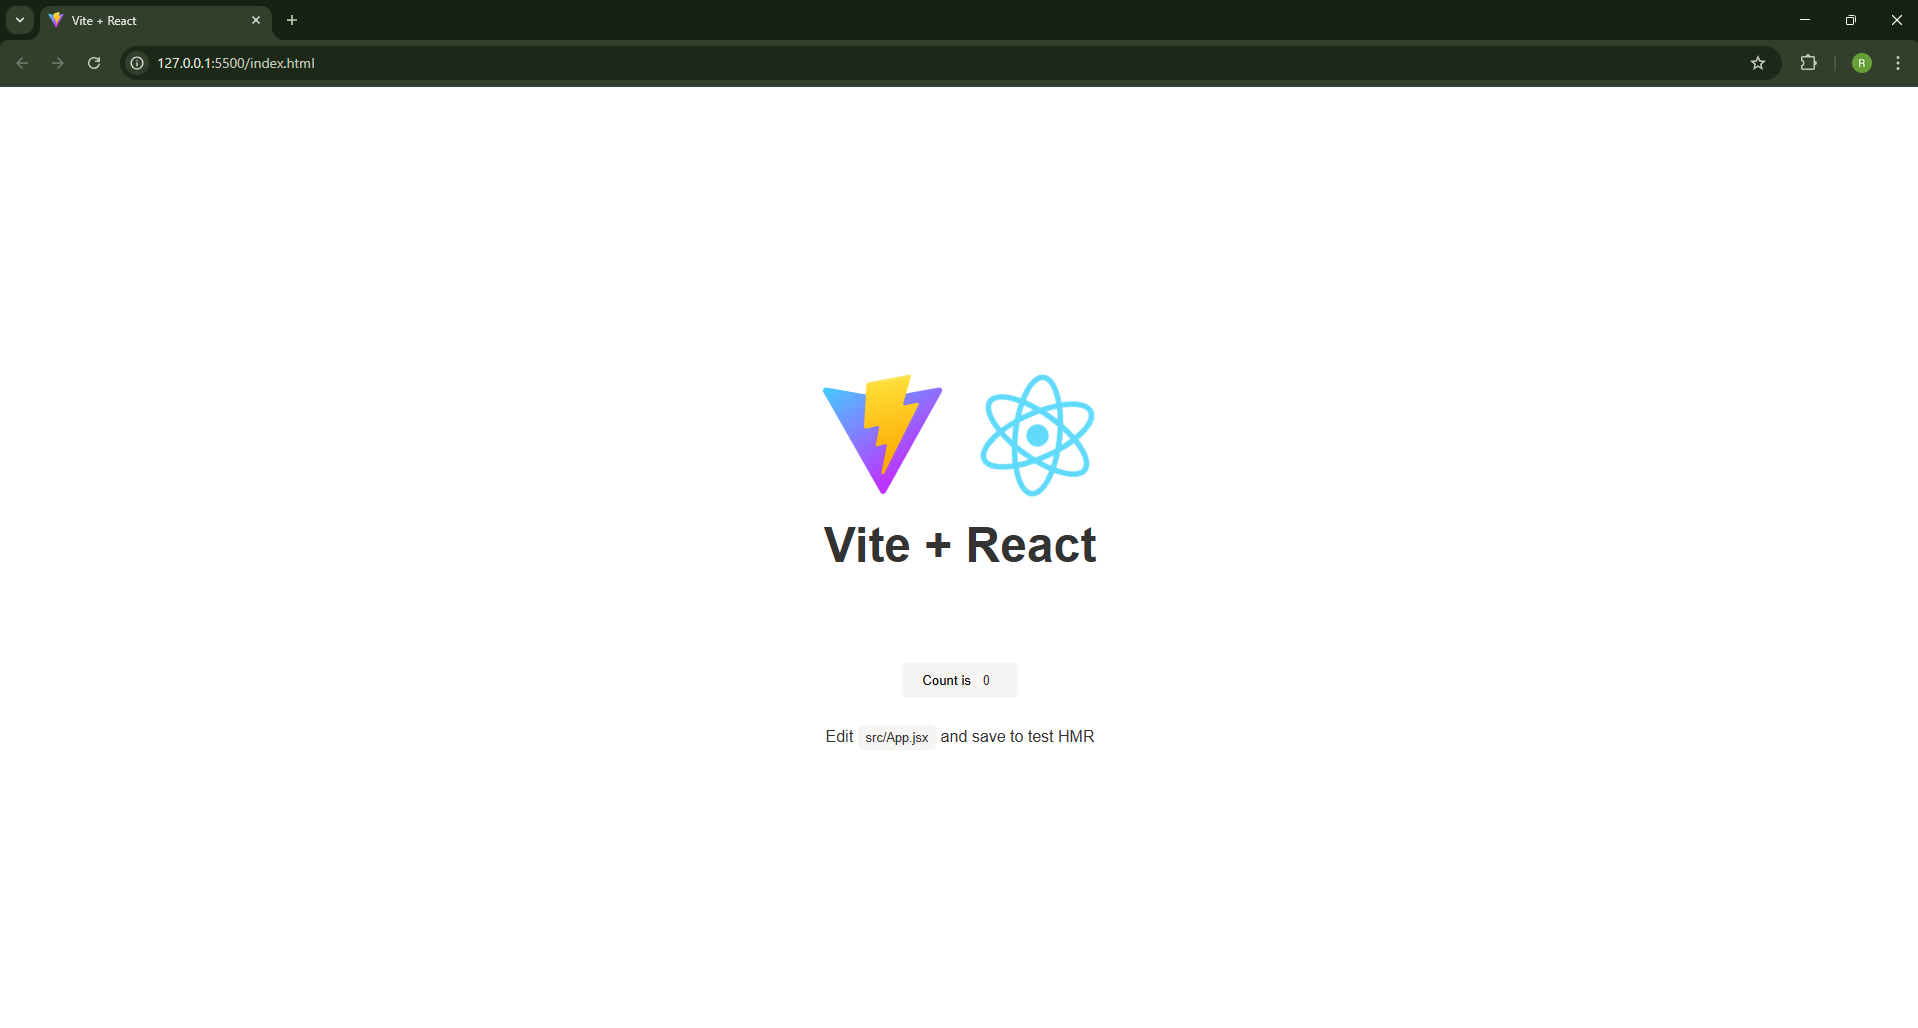 Vite + React
127.0.0.1:5500/index.html
R
Vite + React
Count is 0
Edit src/App.jsx and save to test HMR